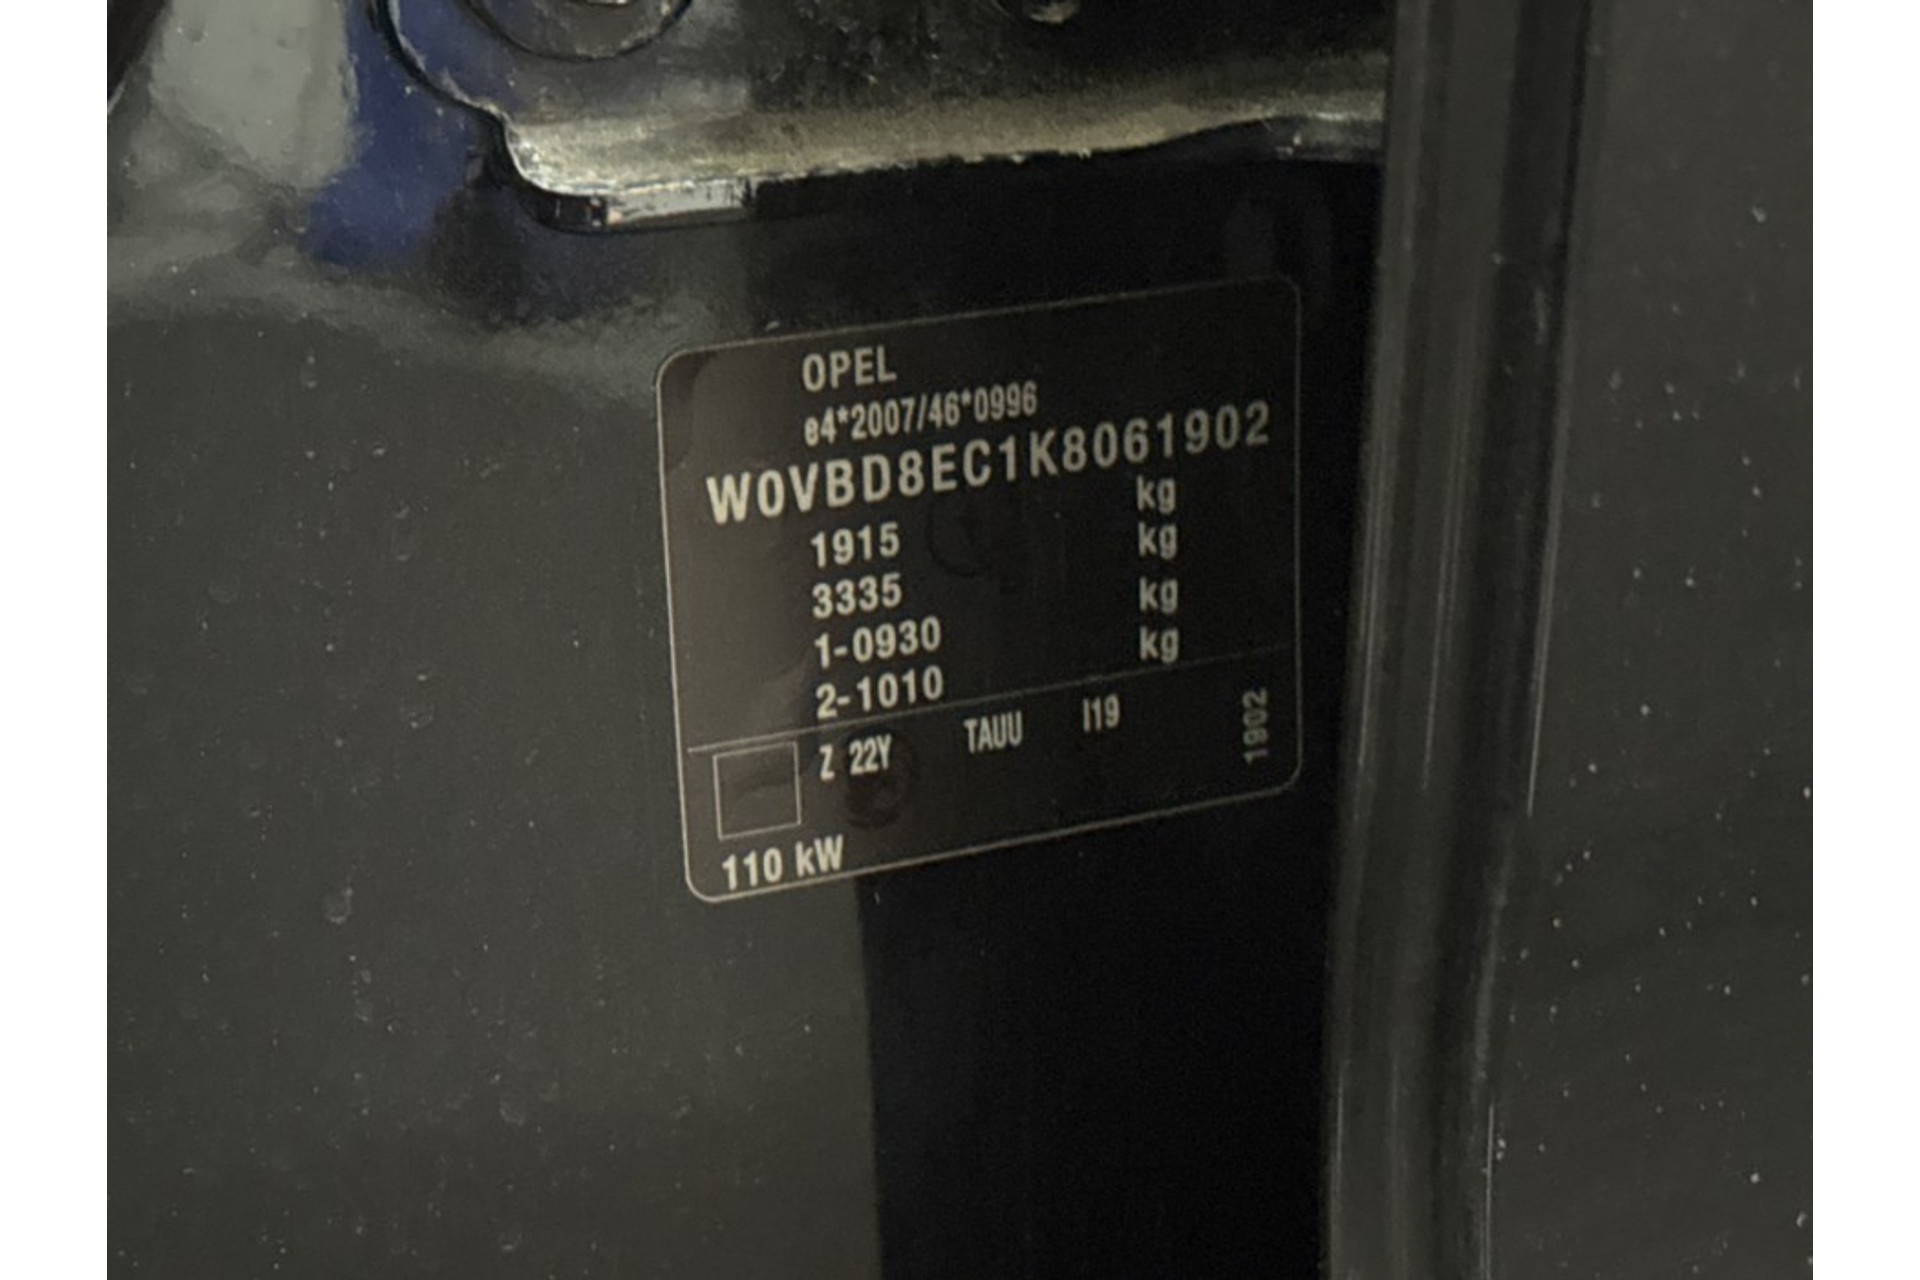 OPEL
e4*2007/46*0996
W0VBD8EC1K8061902
kg
1915 kg
3335 kg
1-0930 kg
2-1010
Z 22Y TAUU I19 1902
110 kW